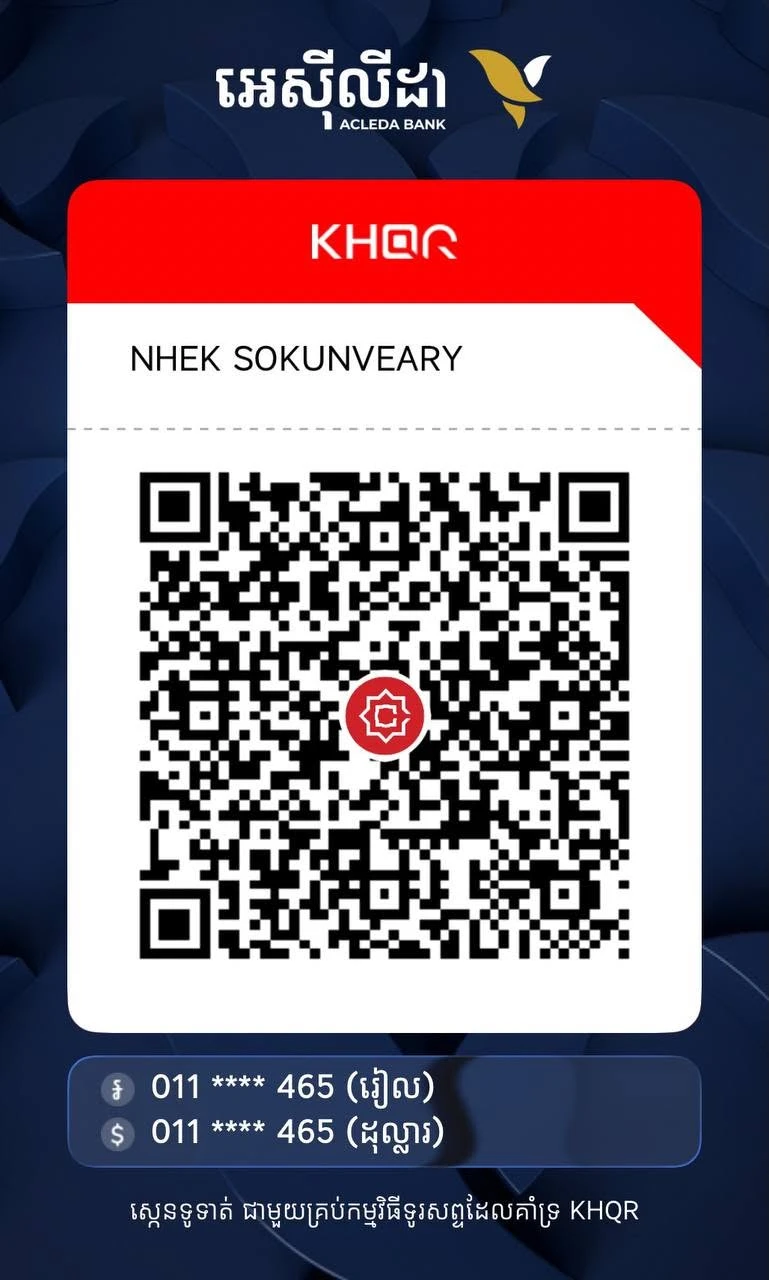 អេស៊ីលីដា
ACLEDA BANK
KHQR
NHEK SOKUNVEARY
៛ 011 **** 465 (រៀល)
$ 011 **** 465 (ដុល្លារ)
ស្កេនទូទាត់ ជាមួយគ្រប់កម្មវិធីទូរសព្ទដែលគាំទ្រ KHQR